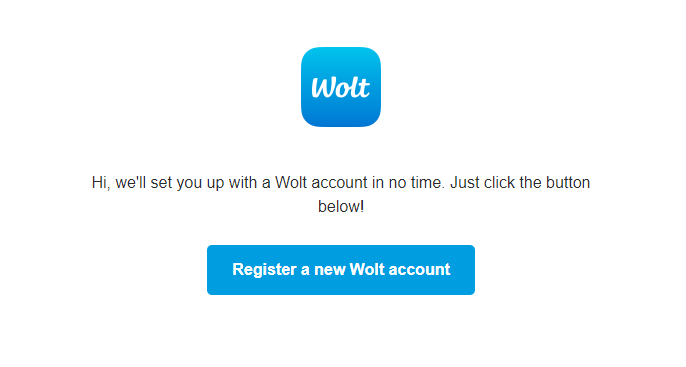 Wolt
Hi, we'll set you up with a Wolt account in no time. Just click the button
below!
Register a new Wolt account